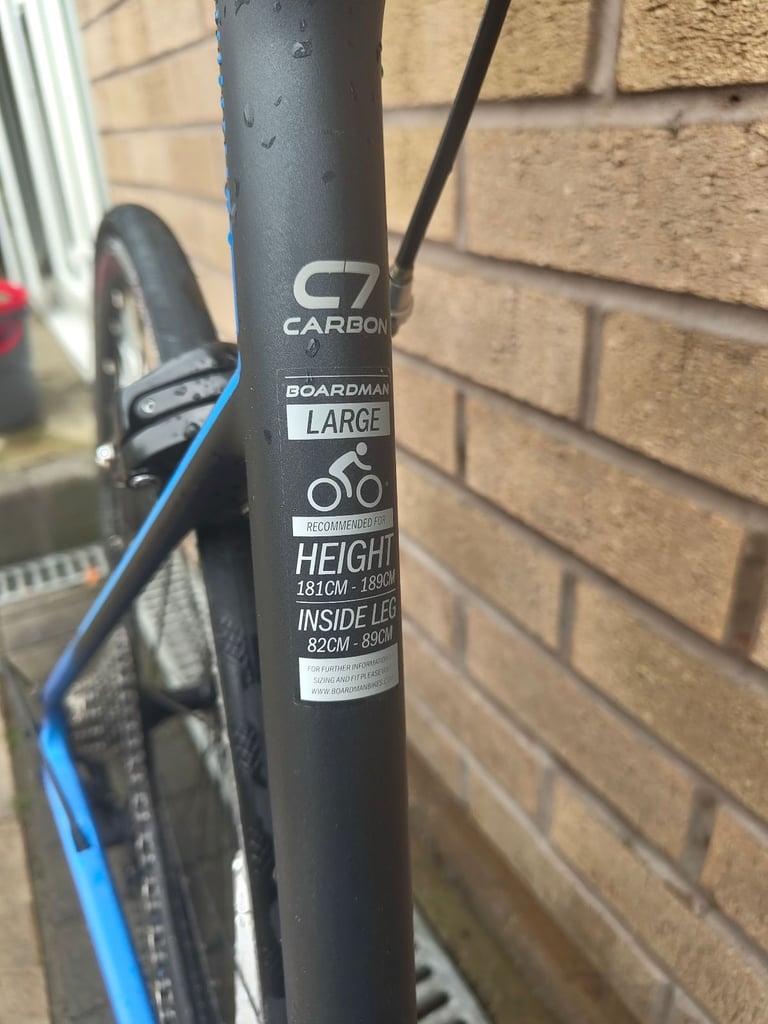 C7
CARBON
BOARDMAN
LARGE
RECOMMENDED FOR
HEIGHT
181CM - 189CM
INSIDE LEG
82CM - 89CM
FOR FURTHER INFORMATION
SIZING AND FIT PLEASE
WWW.BOARDMANBIKES.C